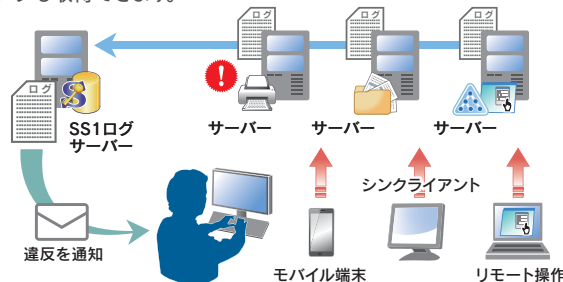 ログ
ログ
ログ
ログ
SS1ログ
サーバー
サーバー
サーバー
サーバー
シンクライアント
違反を通知
モバイル端末
リモート操作